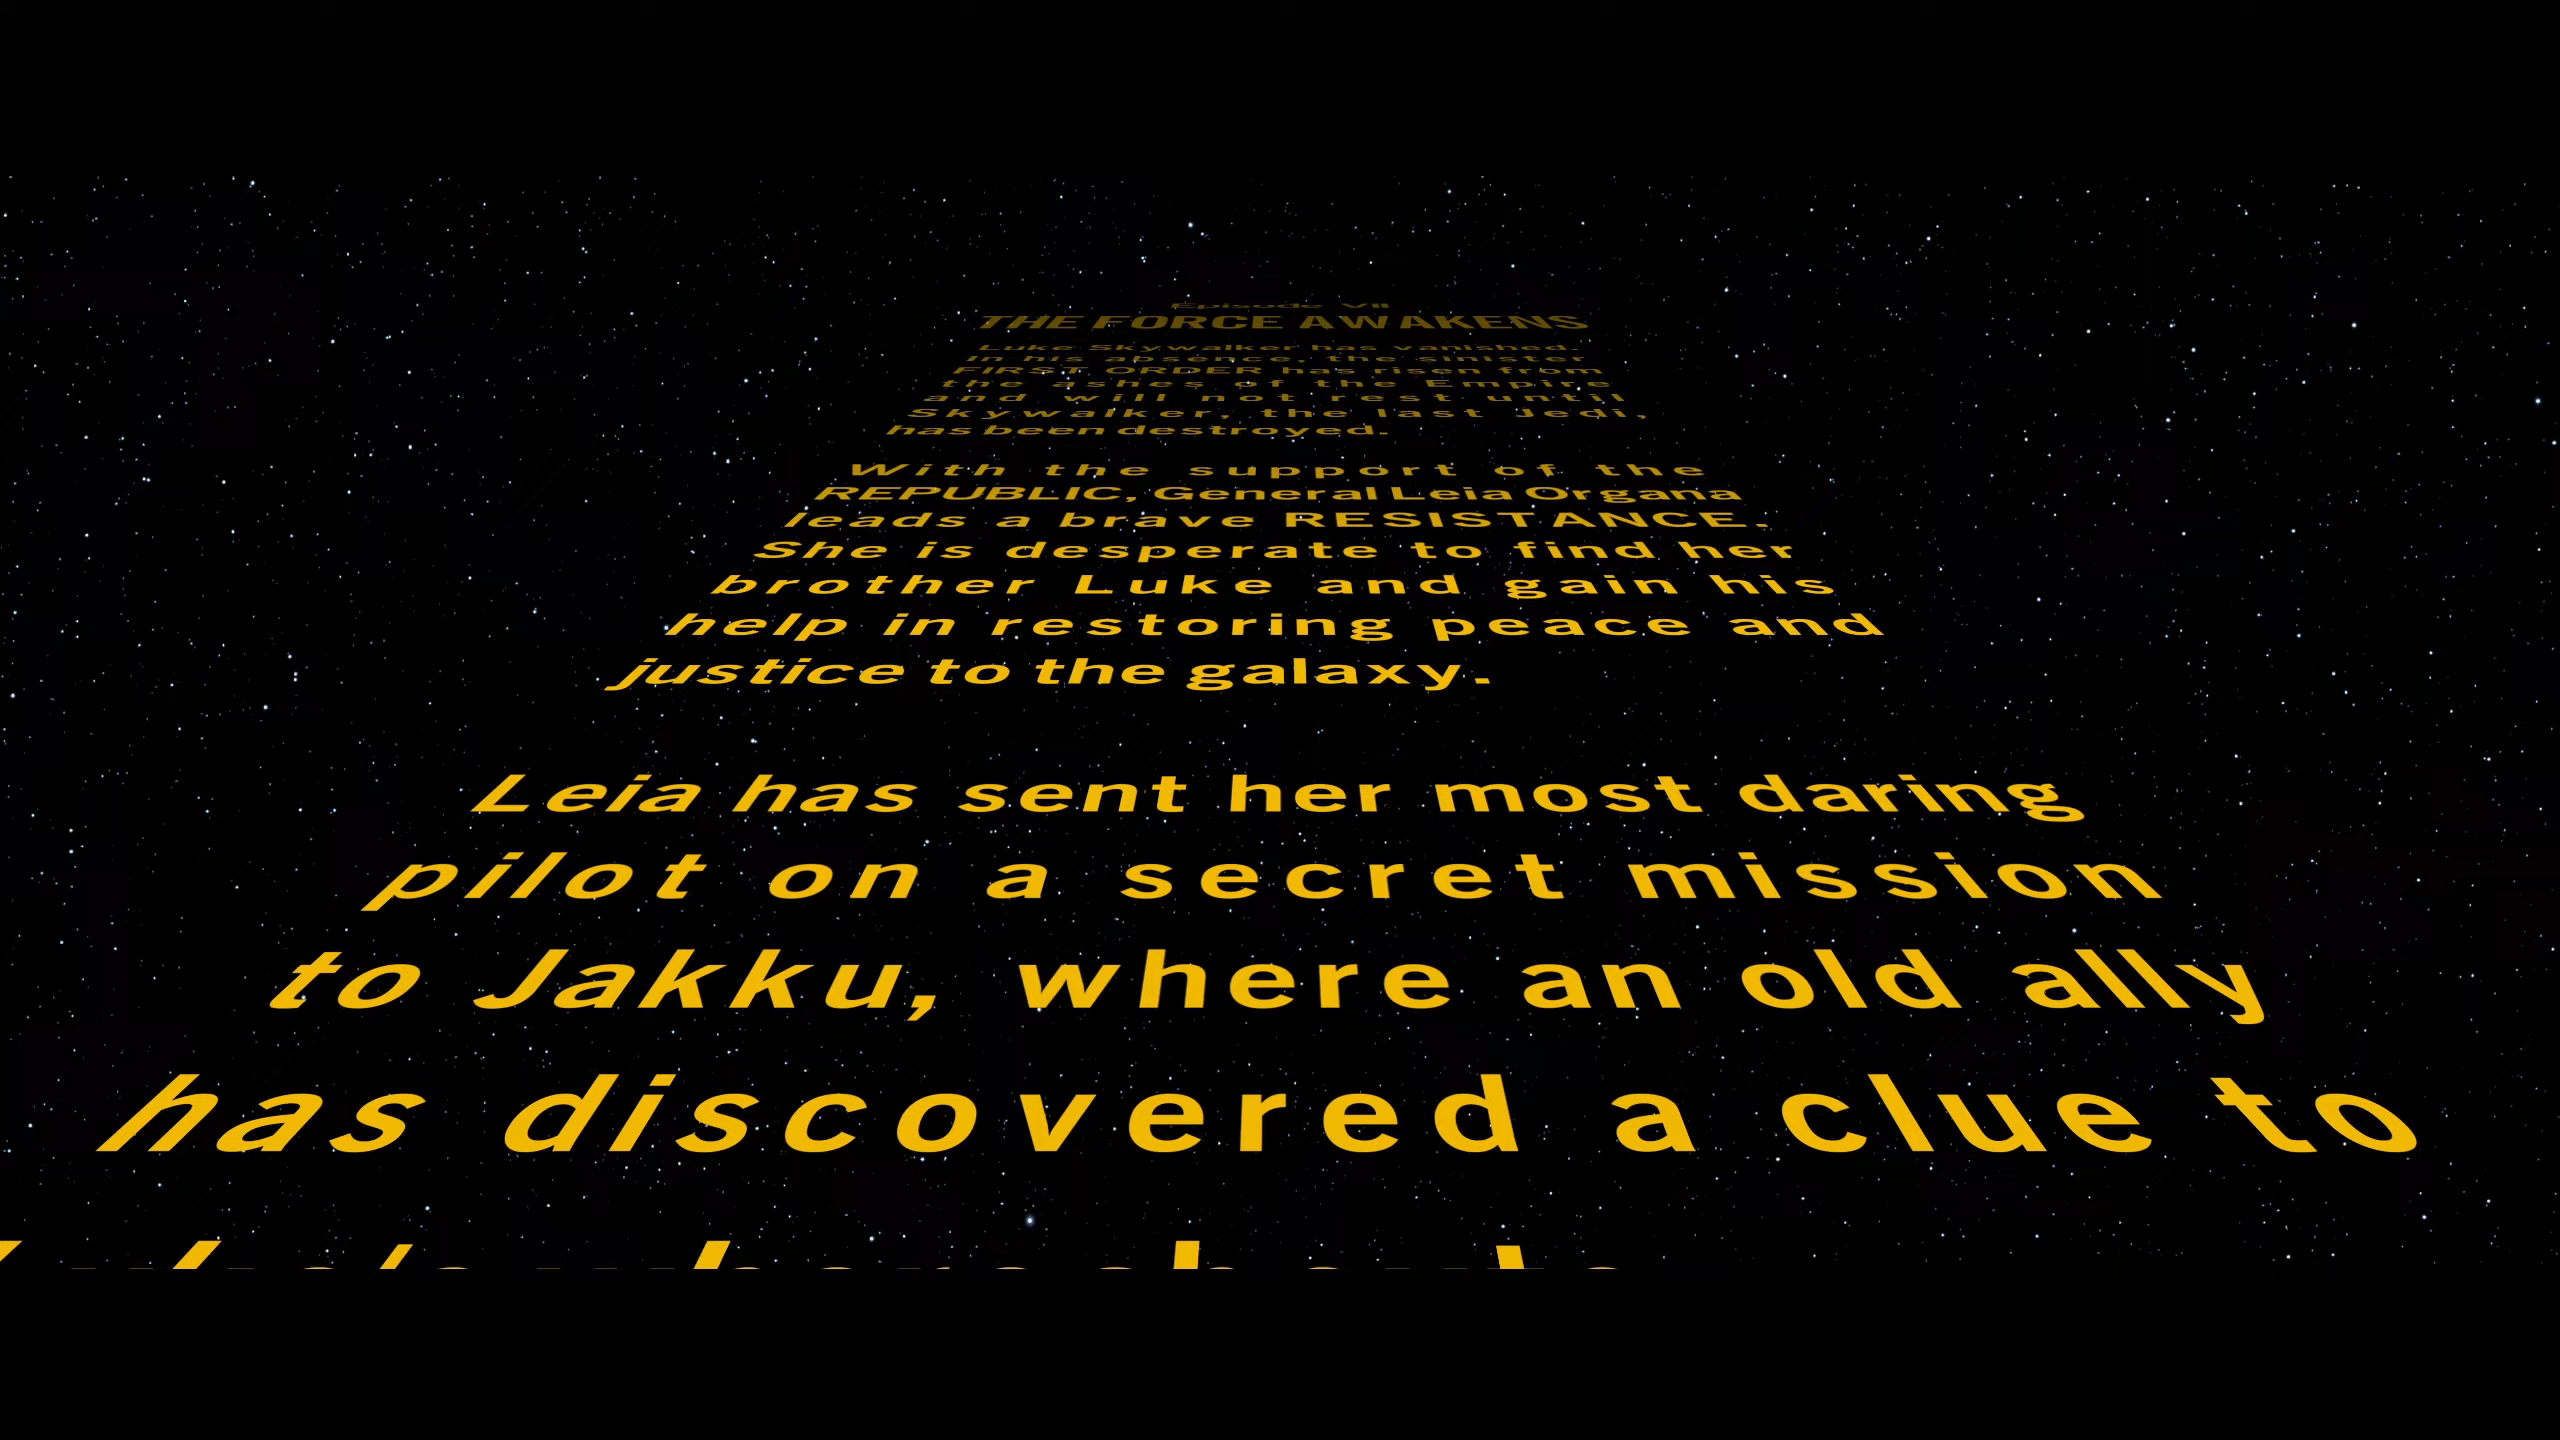 Episode VII
THE FORCE AWAKENS
Luke Skywalker has vanished.
In his absence, the sinister
FIRST ORDER has risen from
the ashes of the Empire
and will not rest until
Skywalker, the last Jedi,
has been destroyed.
With the support of the
REPUBLIC, General Leia Organa
leads a brave RESISTANCE.
She is desperate to find her
brother Luke and gain his
help in restoring peace and
justice to the galaxy.
Leia has sent her most daring
pilot on a secret mission
to Jakku, where an old ally
has discovered a clue to